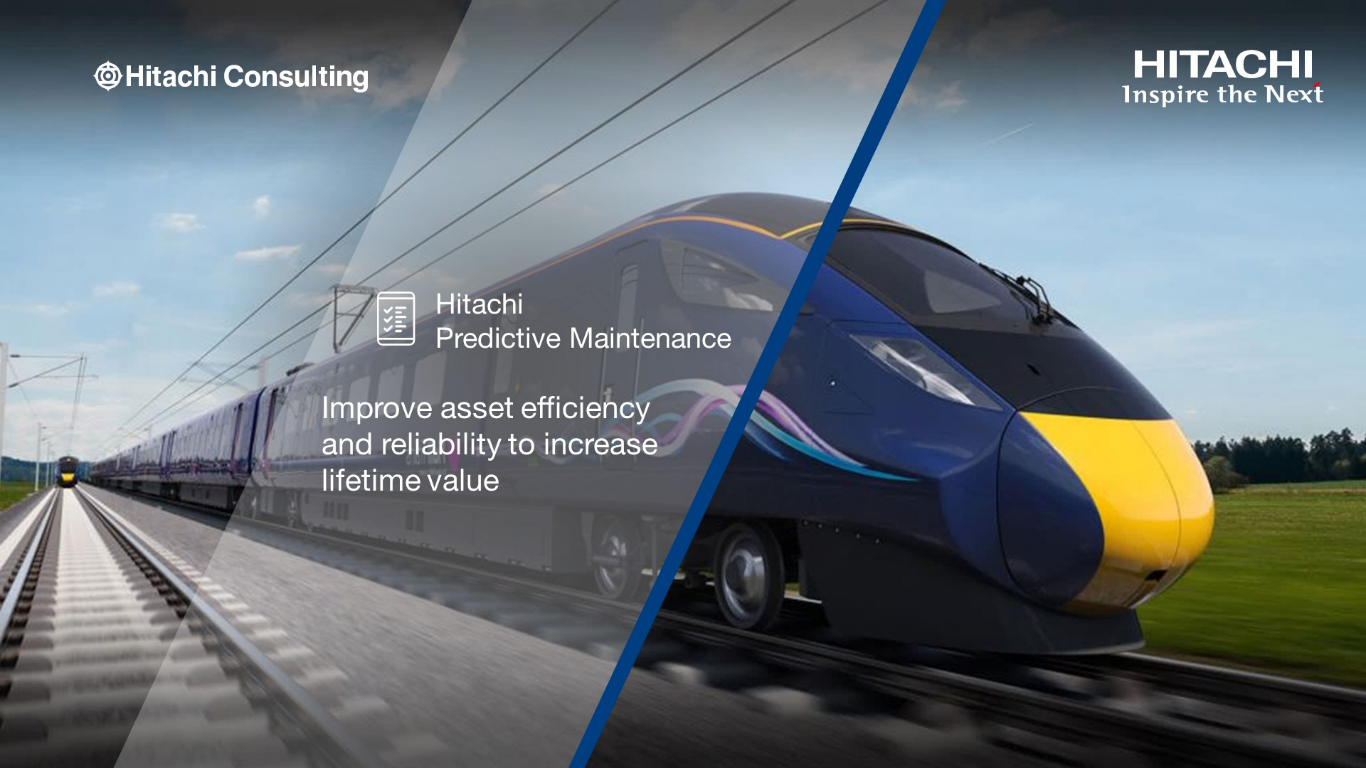 Hitachi Consulting
HITACHI
Inspire the Next
Hitachi
Predictive Maintenance
Improve asset efficiency
and reliability to increase
lifetime value